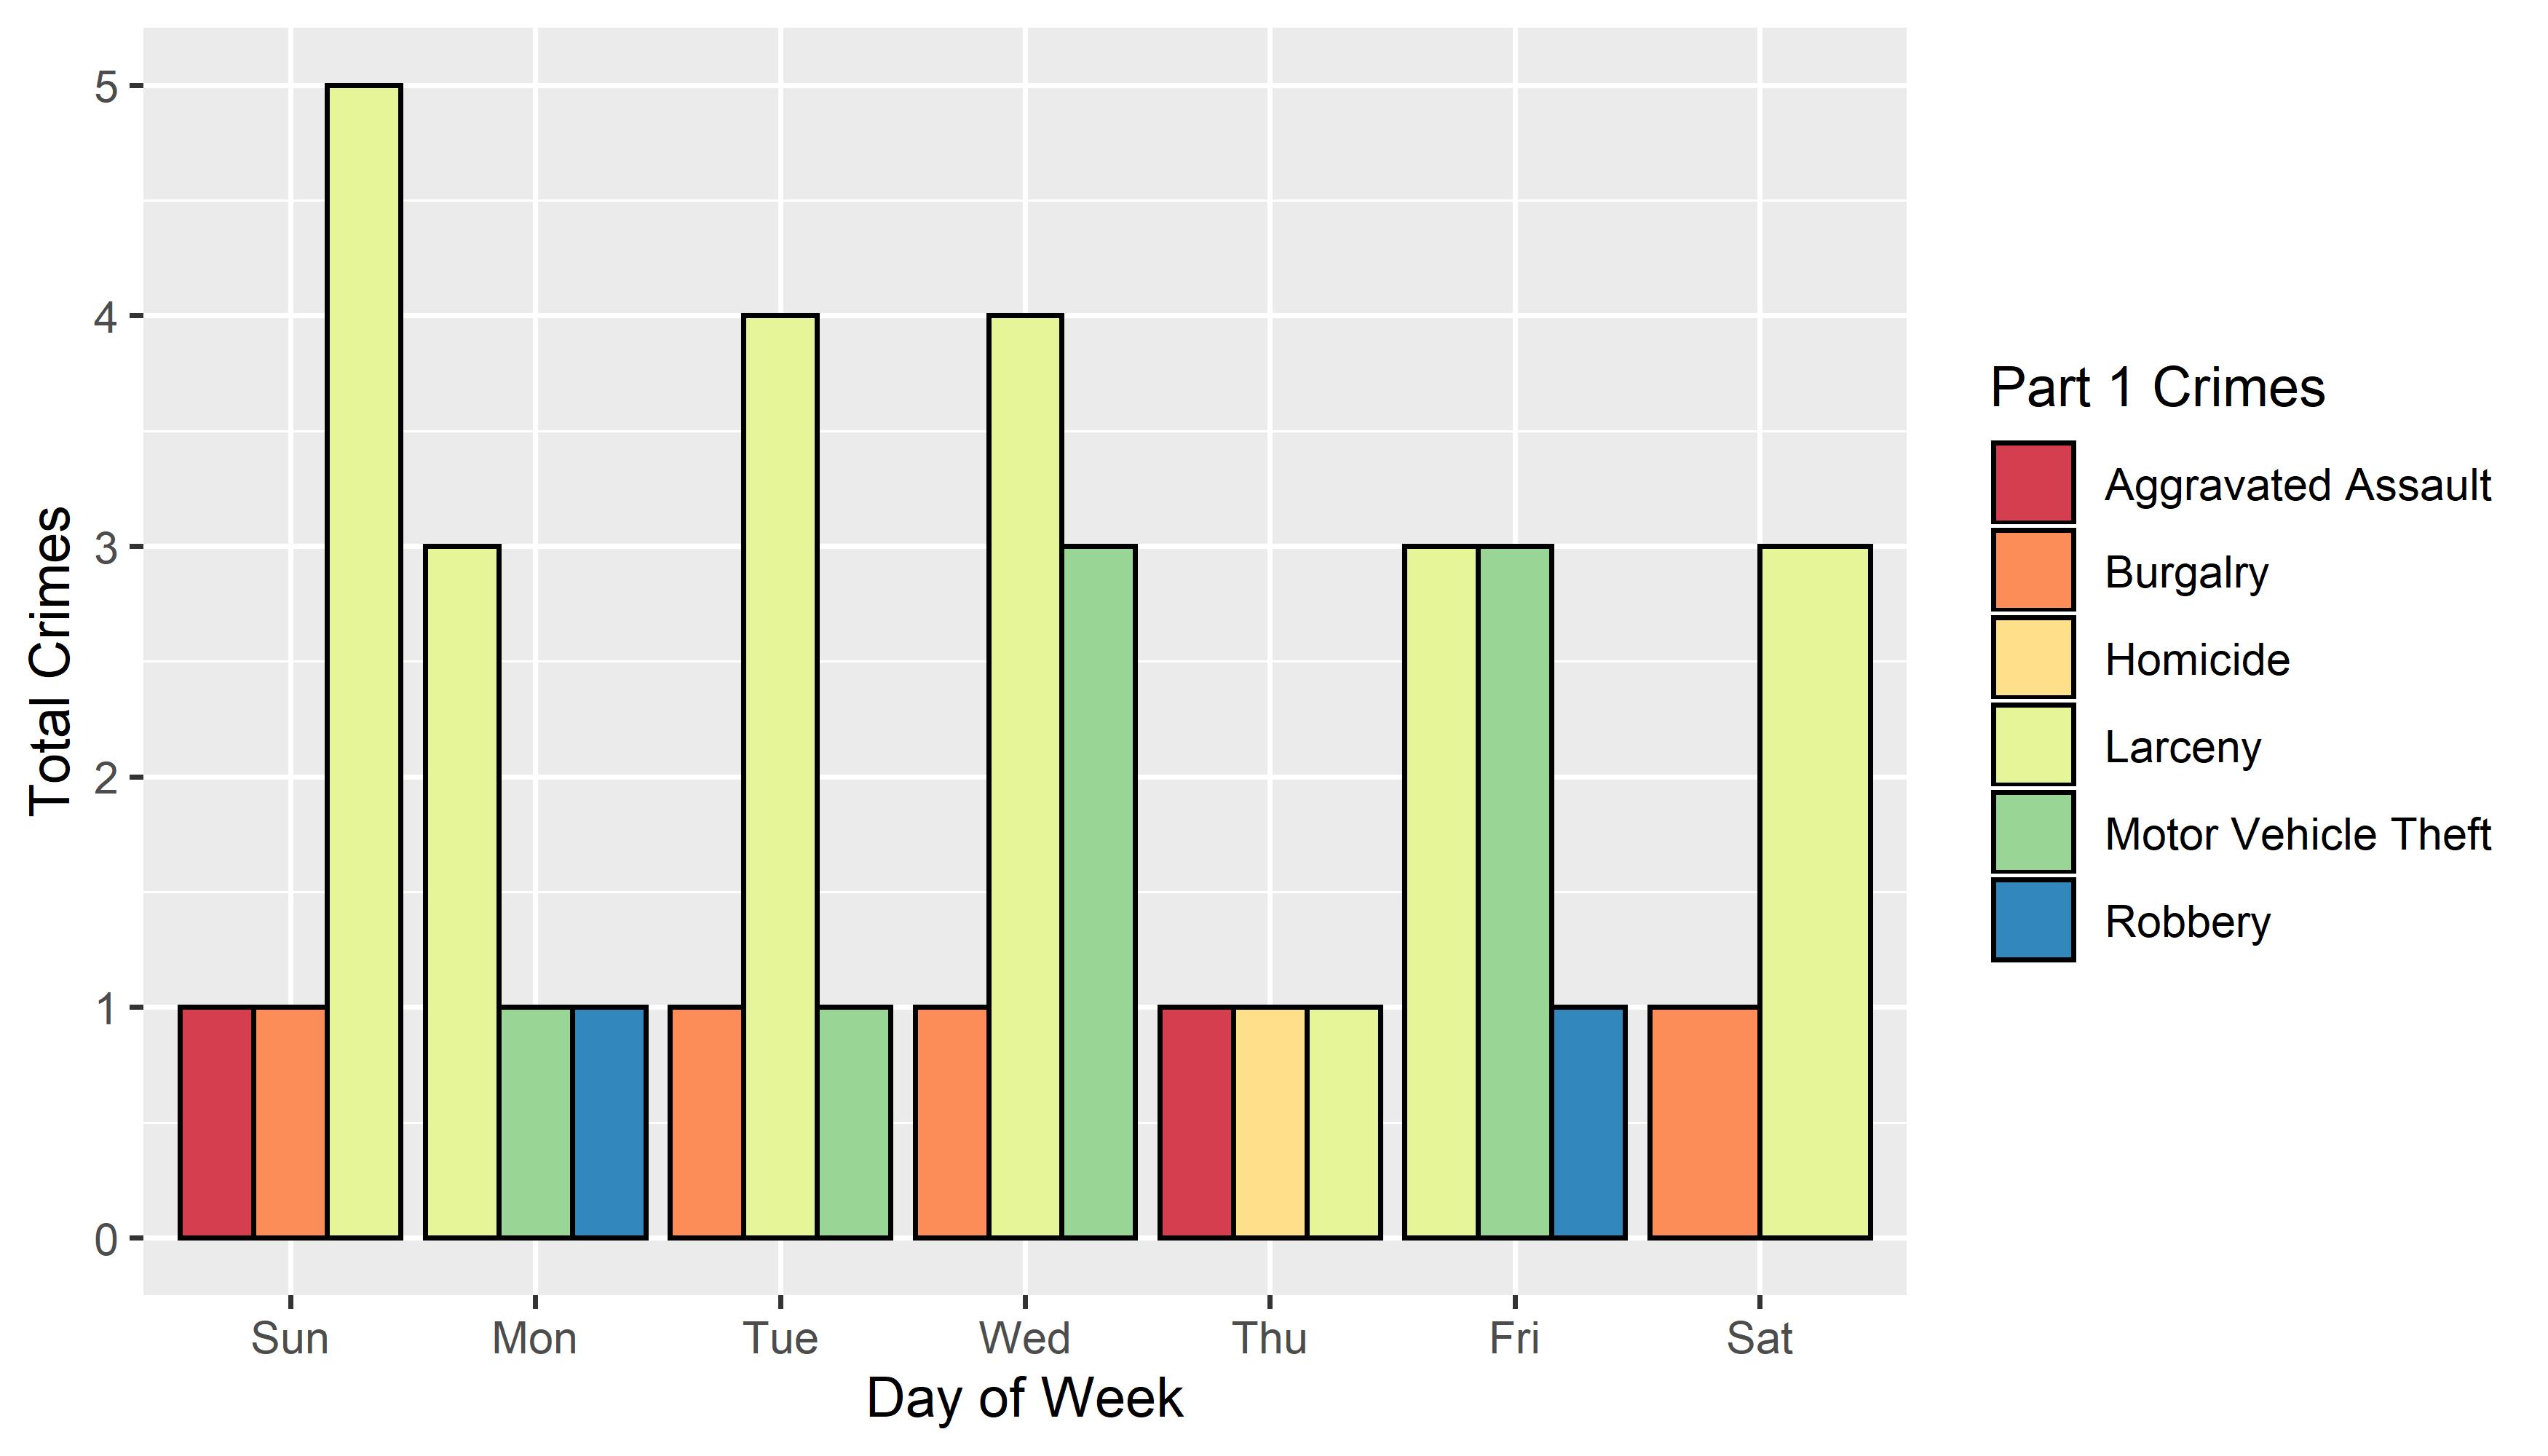 Total Crimes
5
4
3
2
1
0
Sun Mon Tue Wed Thu Fri Sat
Day of Week
Part 1 Crimes
Aggravated Assault
Burgalry
Homicide
Larceny
Motor Vehicle Theft
Robbery